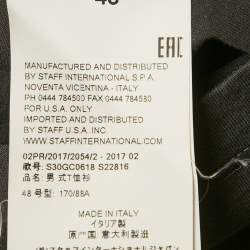 48
EAC
MANUFACTURED AND DISTRIBUTED
BY STAFF INTERNATIONAL S.P.A.
NOVENTA VICENTINA - ITALY
PH 0444 784500 FAX 0444 784580
FOR U.S.A. ONLY
IMPORTED AND DISTRIBUTED
BY STAFF U.S.A. INC
WWW.STAFFINTERNATIONAL.COM
02PR/2017/2054/2 - 2017 02
款号: S30GC0618 S22816
品名: 男式T恤衫
48 号型: 170/88A
MADE IN ITALY
イタリア製
原产国 意大利製造